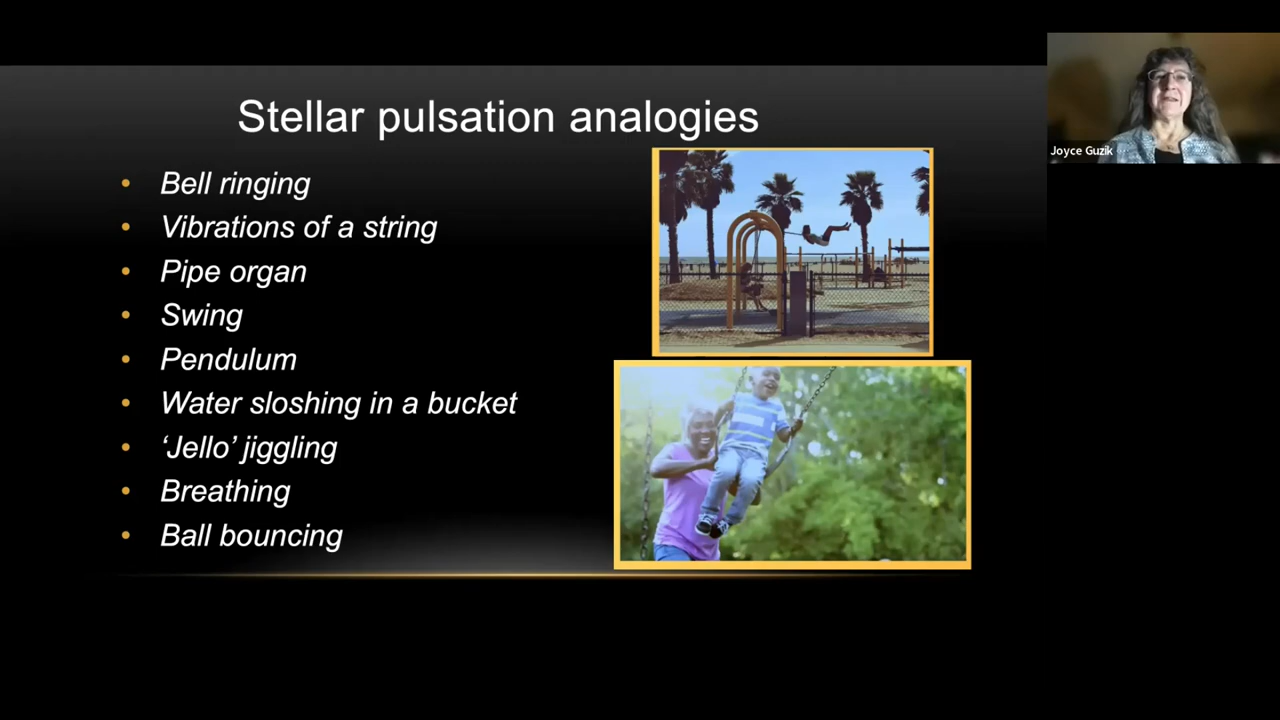 Stellar pulsation analogies
Bell ringing
Vibrations of a string
Pipe organ
Swing
Pendulum
Water sloshing in a bucket
‘Jello’ jiggling
Breathing
Ball bouncing
Joyce Guzik